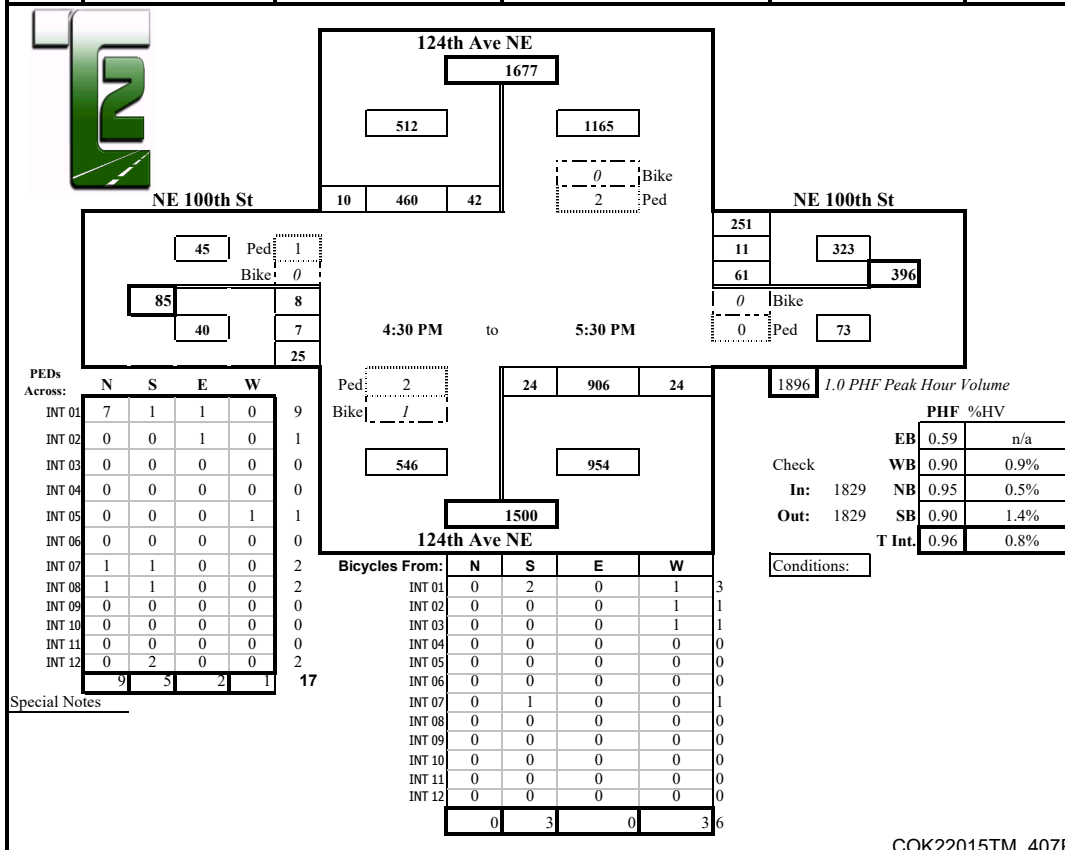 T2
124th Ave NE
1677
512 1165
0 Bike
2 Ped
NE 100th St 10 460 42 NE 100th St
251
45 Ped 1 11 323
Bike 0 61 396
85 8 0 Bike
40 7 4:30 PM to 5:30 PM 0 Ped 73
25
PEDs
Across: N S E W Ped 2 24 906 24 1896 1.0 PHF Peak Hour Volume
INT 01 7 1 1 0 9 Bike 1 PHF %HV
INT 02 0 0 1 0 1 EB 0.59 n/a
INT 03 0 0 0 0 0 546 954 Check WB 0.90 0.9%
INT 04 0 0 0 0 0 In: 1829 NB 0.95 0.5%
INT 05 0 0 0 1 1 1500 Out: 1829 SB 0.90 1.4%
INT 06 0 0 0 0 0 124th Ave NE T Int. 0.96 0.8%
INT 07 1 1 0 0 2 Bicycles From: N S E W Conditions:
INT 08 1 1 0 0 2 INT 01 0 2 0 1 3
INT 09 0 0 0 0 0 INT 02 0 0 0 1 1
INT 10 0 0 0 0 0 INT 03 0 0 0 1 1
INT 11 0 0 0 0 0 INT 04 0 0 0 0 0
INT 12 0 2 0 0 2 INT 05 0 0 0 0 0
9 5 2 1 17 INT 06 0 0 0 0 0
Special Notes INT 07 0 1 0 0 1
INT 08 0 0 0 0 0
INT 09 0 0 0 0 0
INT 10 0 0 0 0 0
INT 11 0 0 0 0 0
INT 12 0 0 0 0 0
0 3 0 3 6